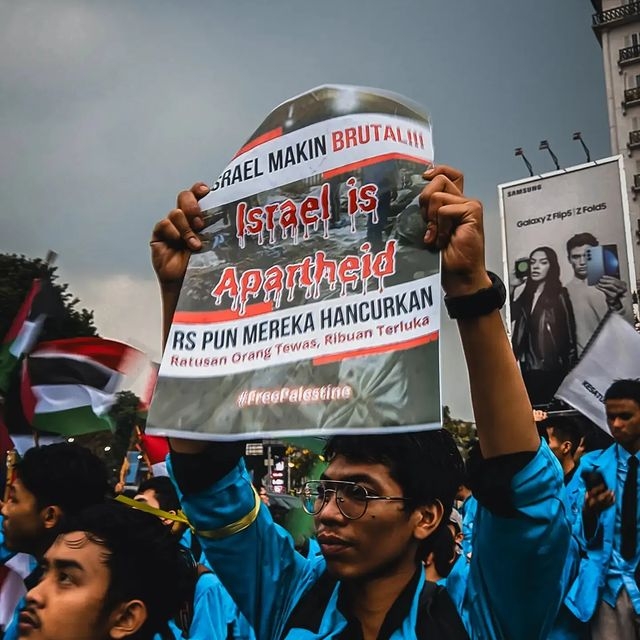 ISRAEL MAKIN BRUTAL!!!
Israel is
Apartheid
RS PUN MEREKA HANCURKAN
Ratusan Orang Tewas, Ribuan Terluka
#FreePalestine
SAMSUNG
Galaxy Z Flip5 | Z Fold5